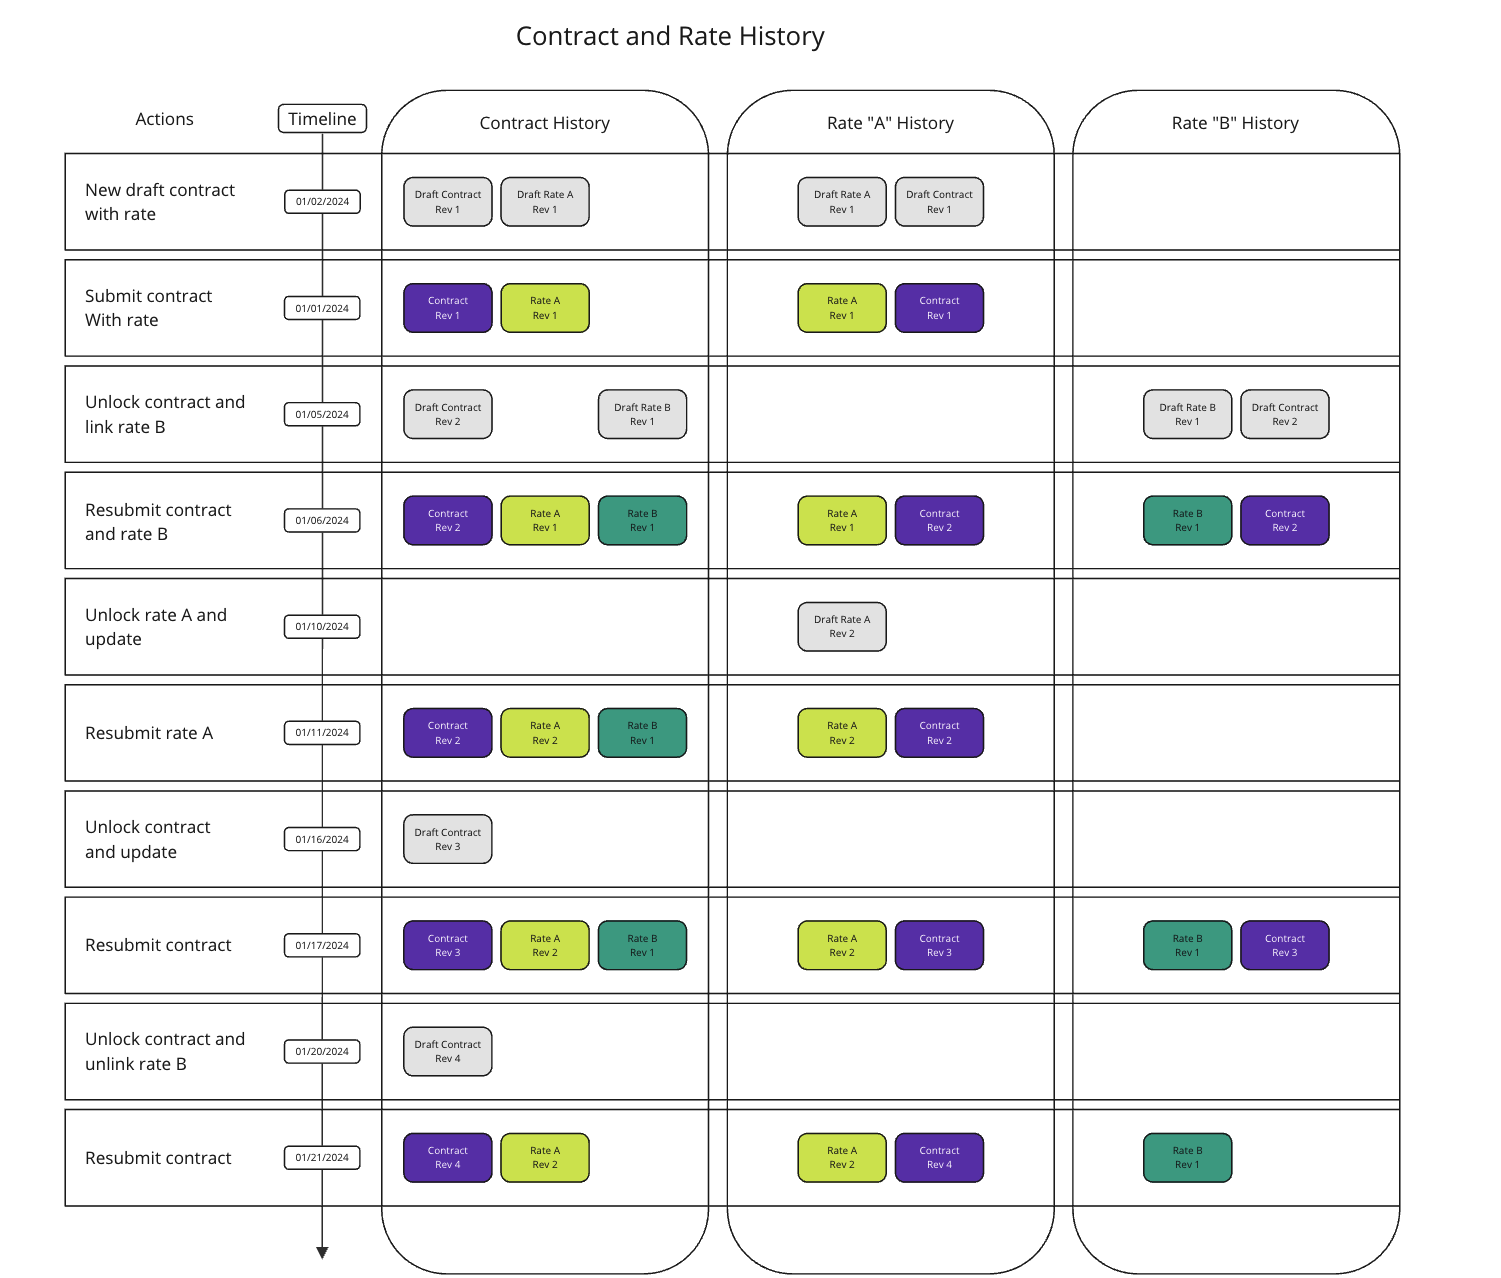 Contract and Rate History
Actions
Timeline
Contract History
Rate "A" History
Rate "B" History
New draft contract
with rate
01/02/2024
Draft Contract
Rev 1
Draft Rate A
Rev 1
Draft Rate A
Rev 1
Draft Contract
Rev 1
Submit contract
With rate
01/01/2024
Contract
Rev 1
Rate A
Rev 1
Rate A
Rev 1
Contract
Rev 1
Unlock contract and
link rate B
01/05/2024
Draft Contract
Rev 2
Draft Rate B
Rev 1
Draft Rate B
Rev 1
Draft Contract
Rev 2
Resubmit contract
and rate B
01/06/2024
Contract
Rev 2
Rate A
Rev 1
Rate B
Rev 1
Rate A
Rev 1
Contract
Rev 2
Rate B
Rev 1
Contract
Rev 2
Unlock rate A and
update
01/10/2024
Draft Rate A
Rev 2
Resubmit rate A
01/11/2024
Contract
Rev 2
Rate A
Rev 2
Rate B
Rev 1
Rate A
Rev 2
Contract
Rev 2
Unlock contract
and update
01/16/2024
Draft Contract
Rev 3
Resubmit contract
01/17/2024
Contract
Rev 3
Rate A
Rev 2
Rate B
Rev 1
Rate A
Rev 2
Contract
Rev 3
Rate B
Rev 1
Contract
Rev 3
Unlock contract and
unlink rate B
01/20/2024
Draft Contract
Rev 4
Resubmit contract
01/21/2024
Contract
Rev 4
Rate A
Rev 2
Rate A
Rev 2
Contract
Rev 4
Rate B
Rev 1